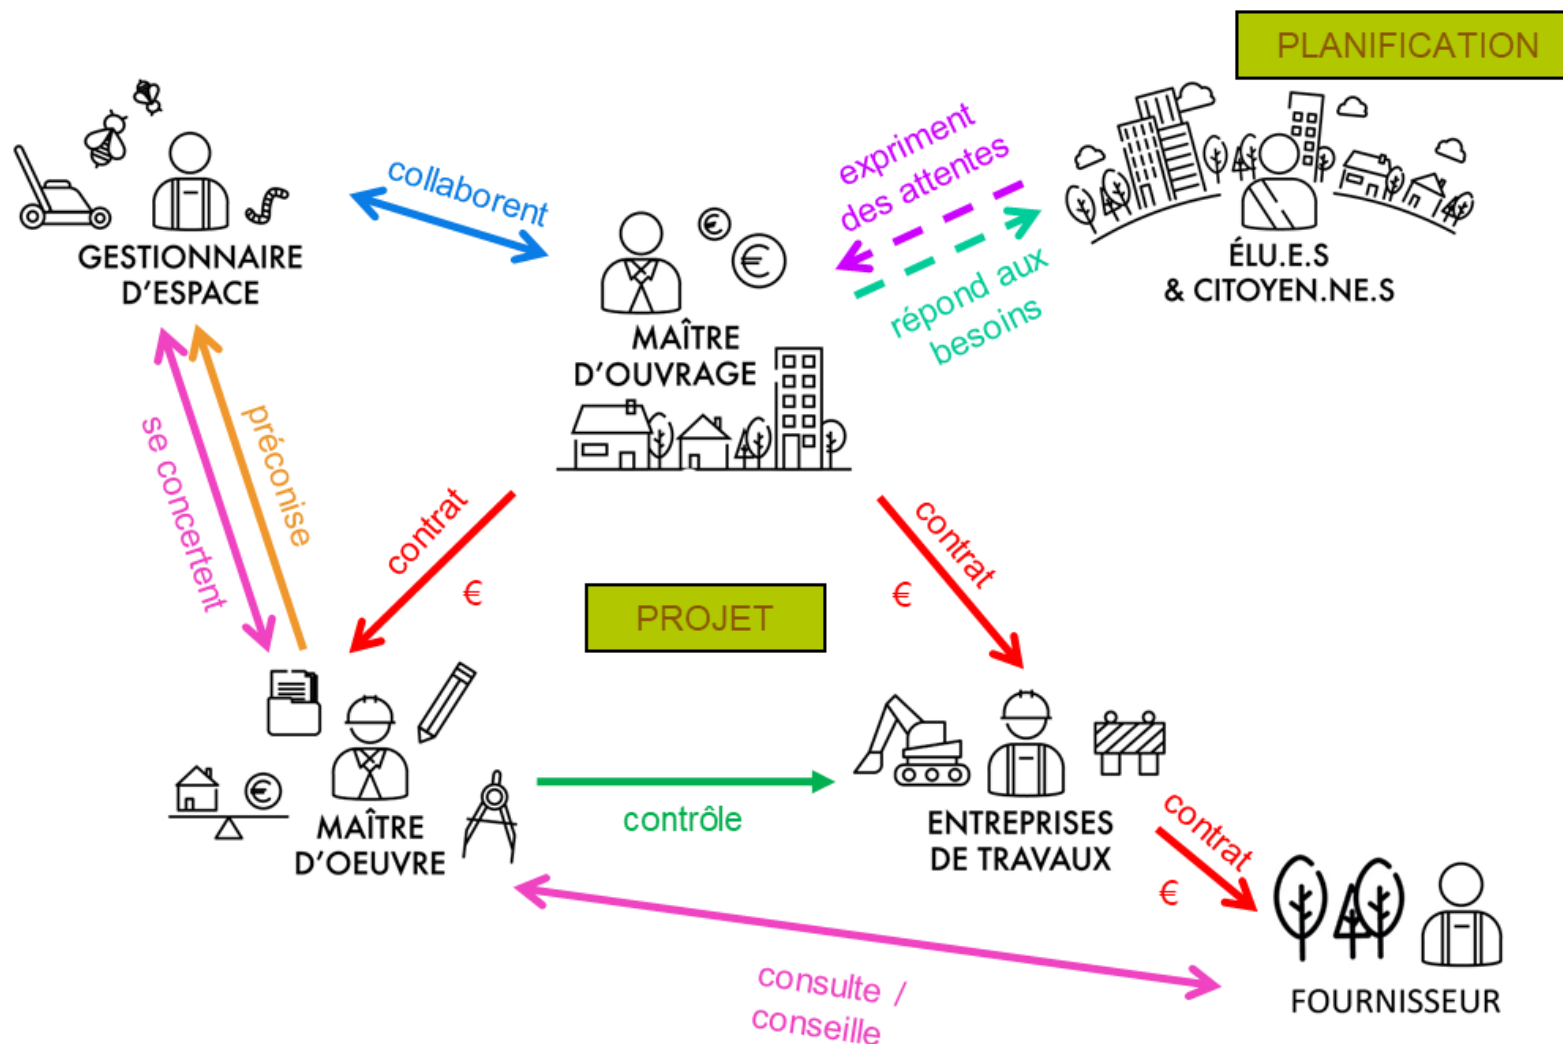 PLANIFICATION
expriment
des attentes
collaborent
GESTIONNAIRE
D'ESPACE
€
€
ÉLU.E.S
& CITOYEN.NE.S
répond aux
besoins
MAÎTRE
D'OUVRAGE
se concertent
préconise
contrat
€
contrat
€
PROJET
€
MAÎTRE
D'OEUVRE
contrôle
ENTREPRISES
DE TRAVAUX
contrat
€
consulte /
conseille
FOURNISSEUR